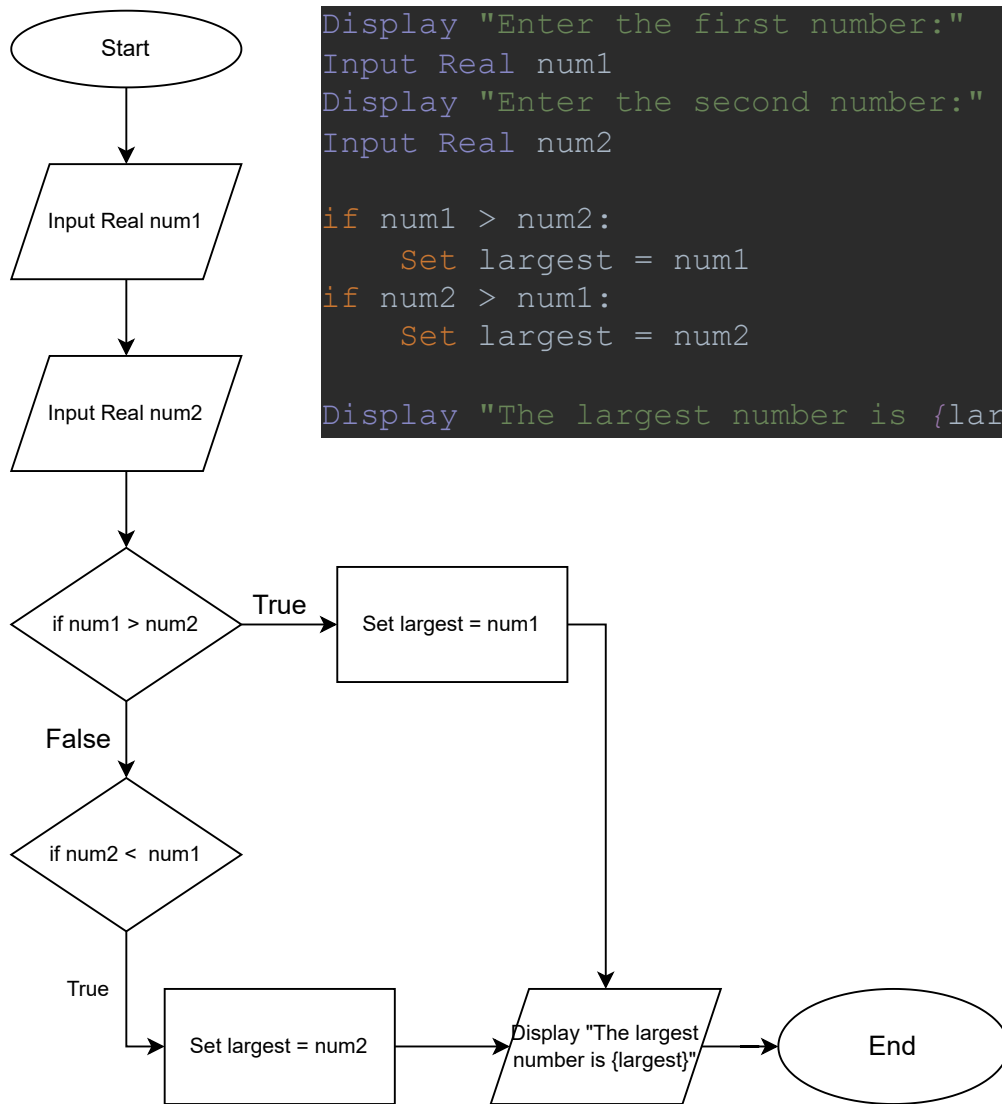 Start
Display "Enter the first number:"
Input Real num1
Display "Enter the second number:"
Input Real num2
if num1 > num2:
Set largest = num1
if num2 > num1:
Set largest = num2
Display "The largest number is {lar
Input Real num1
Input Real num2
if num1 > num2
True
Set largest = num1
False
if num2 < num1
True
Set largest = num2
Display "The largest
number is {largest}"
End